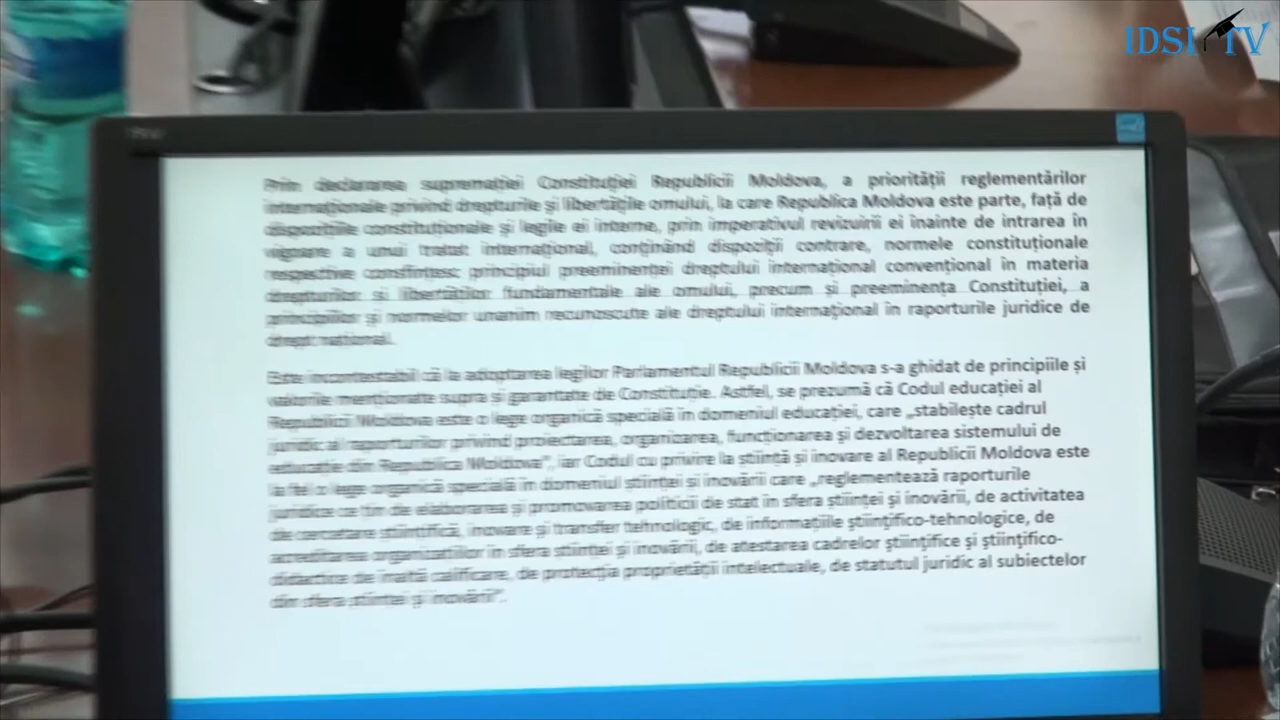 IDSI TV
Prin declararea supremației Constituției Republicii Moldova, a priorității reglementărilor
internaționale privind drepturile și libertățile omului, la care Republica Moldova este parte, față de
dispozițiile constituționale și legile ei interne, prin imperativul revizuirii ei înainte de intrarea în
vigoare a unui tratat internațional, conținând dispoziții contrare, normele constituționale
respective consfințesc principiul preeminenței dreptului internațional convențional în materia
drepturilor și libertăților fundamentale ale omului, precum și preeminența Constituției, a
principiilor și normelor unanim recunoscute ale dreptului internațional în raporturile juridice de
drept național.
Este incontestabil că la adoptarea legilor Parlamentul Republicii Moldova s-a ghidat de principiile și
valorile menționate supra și garantate de Constituție. Astfel, se prezumă că Codul educației al
Republicii Moldova este o lege organică specială în domeniul educației, care „stabilește cadrul
juridic al raporturilor privind proiectarea, organizarea, funcționarea și dezvoltarea sistemului de
educație din Republica Moldova”, iar Codul cu privire la știință și inovare al Republicii Moldova este
la fel o lege organică specială în domeniul științei și inovării care „reglementează raporturile
juridice ce țin de elaborarea și promovarea politicii de stat în sfera științei și inovării, de activitatea
de cercetare științifică, inovare și transfer tehnologic, de informațiile științifico-tehnologice, de
acreditarea organizațiilor în sfera științei și inovării, de atestarea cadrelor științifice și științifico-
didactice de înaltă calificare, de protecția proprietății intelectuale, de statutul juridic al subiectelor
din sfera științei și inovării”.